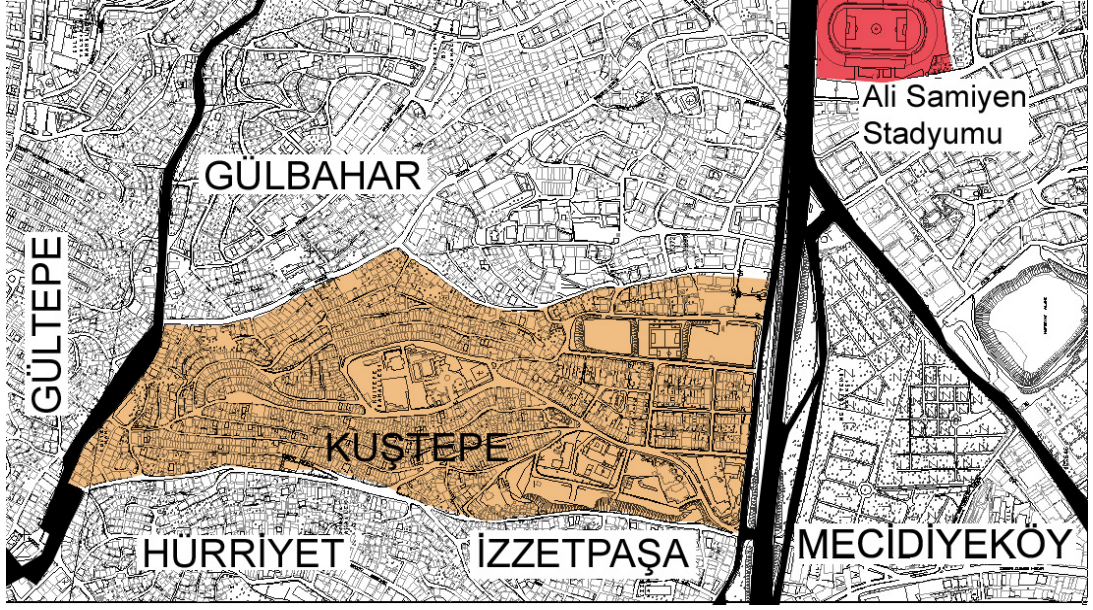 Ali Samiyen
Stadyumu
GÜLBAHAR
GÜLTEPE
KUŞTEPE
HÜRRİYET
İZZETPAŞA
MECİDİYEKÖY